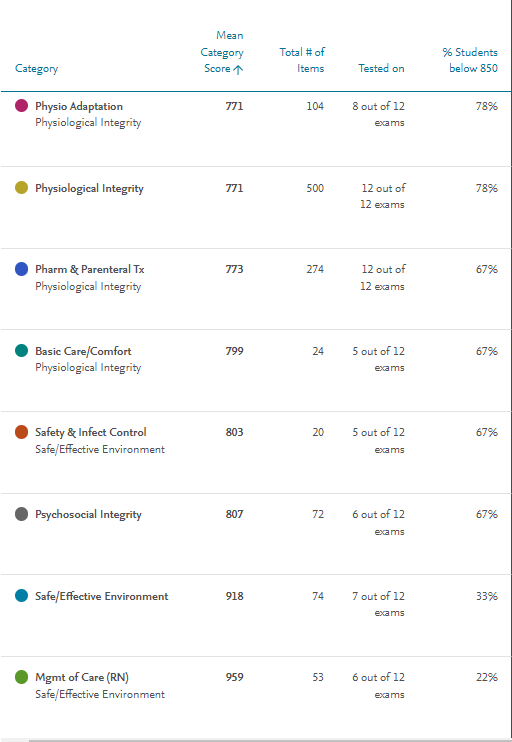 Mean
Category Total # of % Students
Category Score ↑ Items Tested on below 850
Physio Adaptation 771 104 8 out of 12 78%
Physiological Integrity exams
Physiological Integrity 771 500 12 out of 78%
12 exams
Pharm & Parenteral Tx 773 274 12 out of 67%
Physiological Integrity 12 exams
Basic Care/Comfort 799 24 5 out of 12 67%
Physiological Integrity exams
Safety & Infect Control 803 20 5 out of 12 67%
Safe/Effective Environment exams
Psychosocial Integrity 807 72 6 out of 12 67%
exams
Safe/Effective Environment 918 74 7 out of 12 33%
exams
Mgmt of Care (RN) 959 53 6 out of 12 22%
Safe/Effective Environment exams